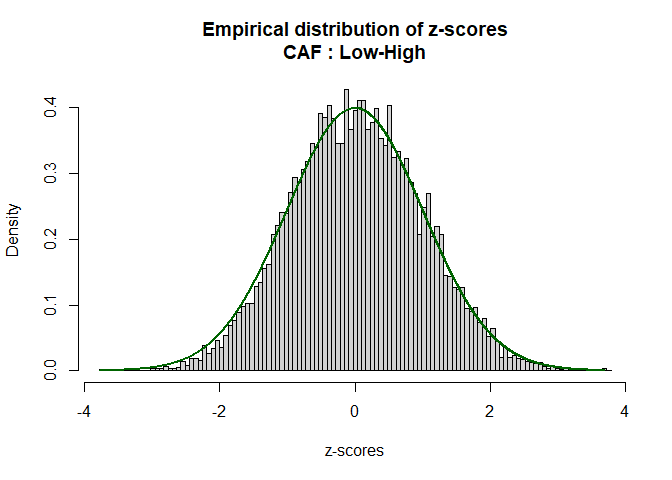 Empirical distribution of z-scores
CAF : Low-High
Density
0.4
0.3
0.2
0.1
0.0
-4
-2
0
2
4
z-scores